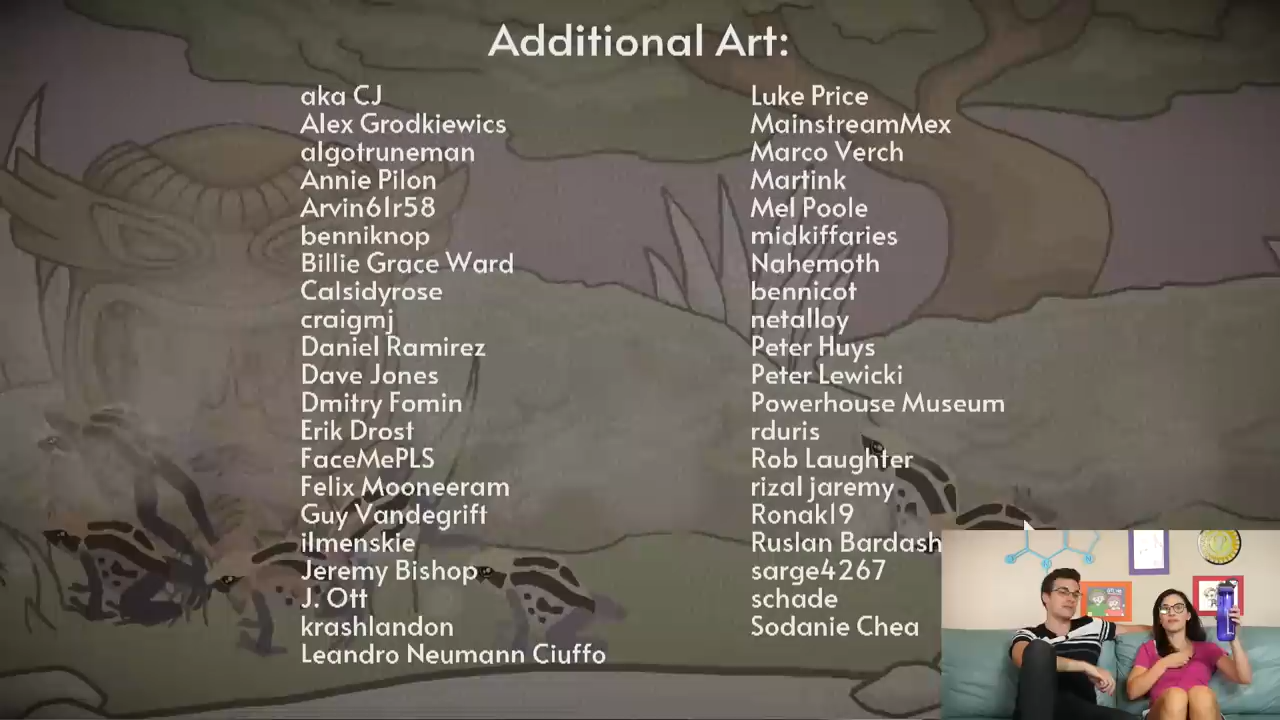 Additional Art:
aka CJ
Alex Grodkiewics
algotruneman
Annie Pilon
Arvin61r58
benniknop
Billie Grace Ward
Calsidyrose
craigmj
Daniel Ramirez
Dave Jones
Dmitry Fomin
Erik Drost
FaceMePLS
Felix Mooneeram
Guy Vandegrift
ilmenskie
Jeremy Bishop
J. Ott
krashlandon
Leandro Neumann Ciuffo
Luke Price
MainstreamMex
Marco Verch
Martink
Mel Poole
midkiffaries
Nahemoth
bennicot
netalloy
Peter Huys
Peter Lewicki
Powerhouse Museum
rduris
Rob Laughter
rizal jaremy
Ronak19
Ruslan Bardash
sarge4267
schade
Sodanie Chea